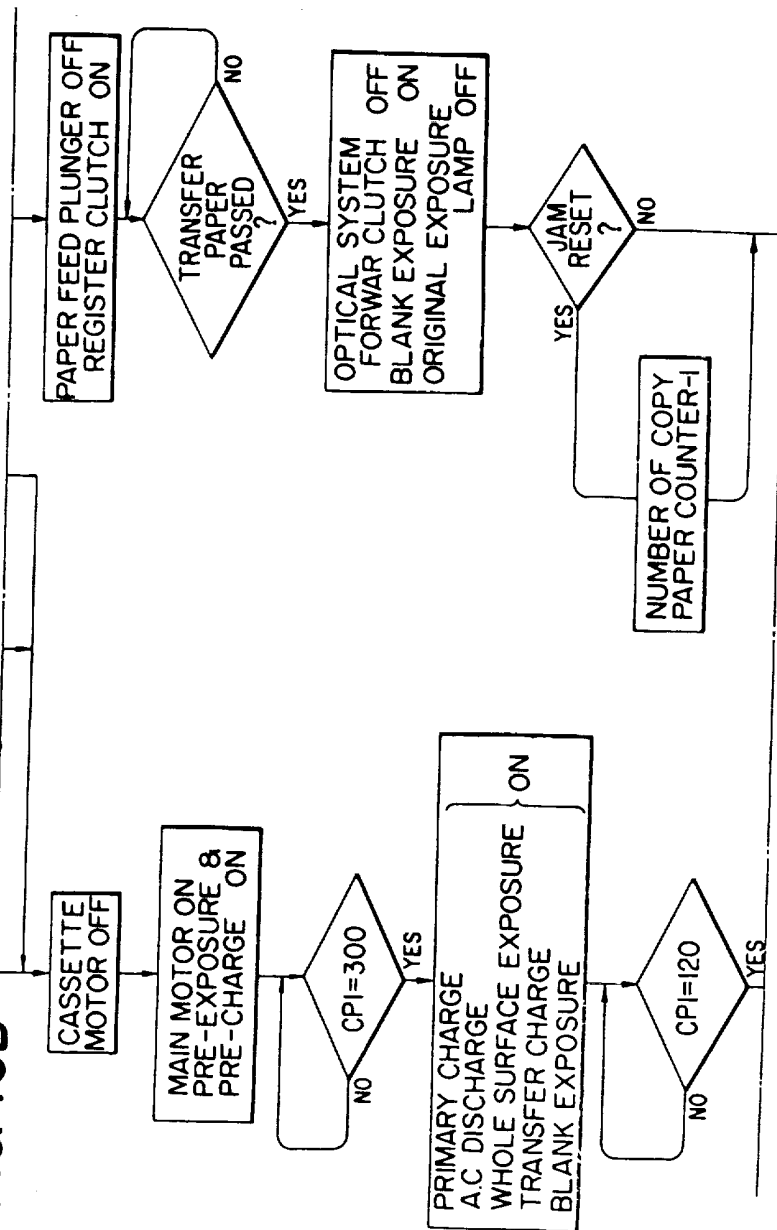 CASSETTE
MOTOR OFF
MAIN MOTOR ON
PRE-EXPOSURE &
PRE-CHARGE ON
CPI=300
NO
YES
PRIMARY CHARGE
A.C DISCHARGE
WHOLE SURFACE EXPOSURE
TRANSFER CHARGE
BLANK EXPOSURE
ON
CPI=120
NO
YES
PAPER FEED PLUNGER OFF
REGISTER CLUTCH ON
TRANSFER
PAPER
PASSED
?
NO
YES
OPTICAL SYSTEM
FORWAR CLUTCH OFF
BLANK EXPOSURE ON
ORIGINAL EXPOSURE
LAMP OFF
JAM
RESET
?
YES
NO
NUMBER OF COPY
PAPER COUNTER-1